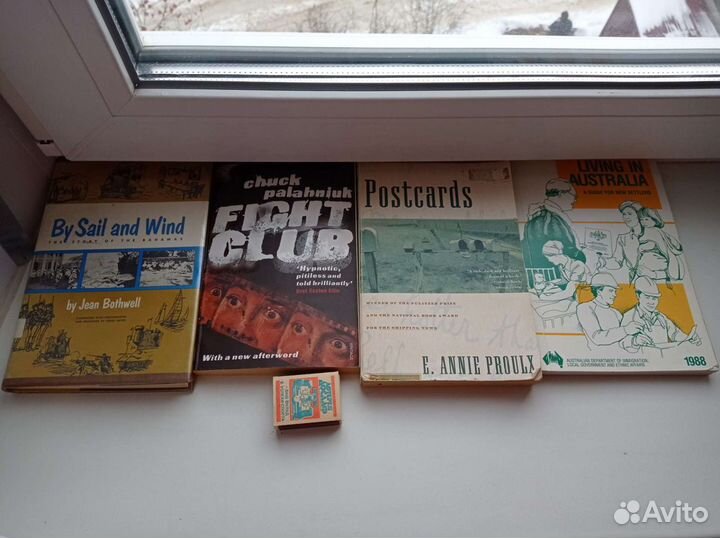 By Sail and Wind
THE STORY OF THE BAHAMAS
by Jean Bothwell
chuck
palahniuk
FIGHT
CLUB
'Hypnotic,
pitiless and
told brilliantly'
Bret Easton Ellis
With a new afterword
Postcards
WINNER OF THE PULITZER PRIZE
AND THE NATIONAL BOOK AWARD
FOR THE SHIPPING NEWS
E. ANNIE PROULX
LIVING IN
AUSTRALIA
A GUIDE FOR NEW SETTLERS
AUSTRALIAN DEPARTMENT OF IMMIGRATION,
LOCAL GOVERNMENT AND ETHNIC AFFAIRS
1988
Avito